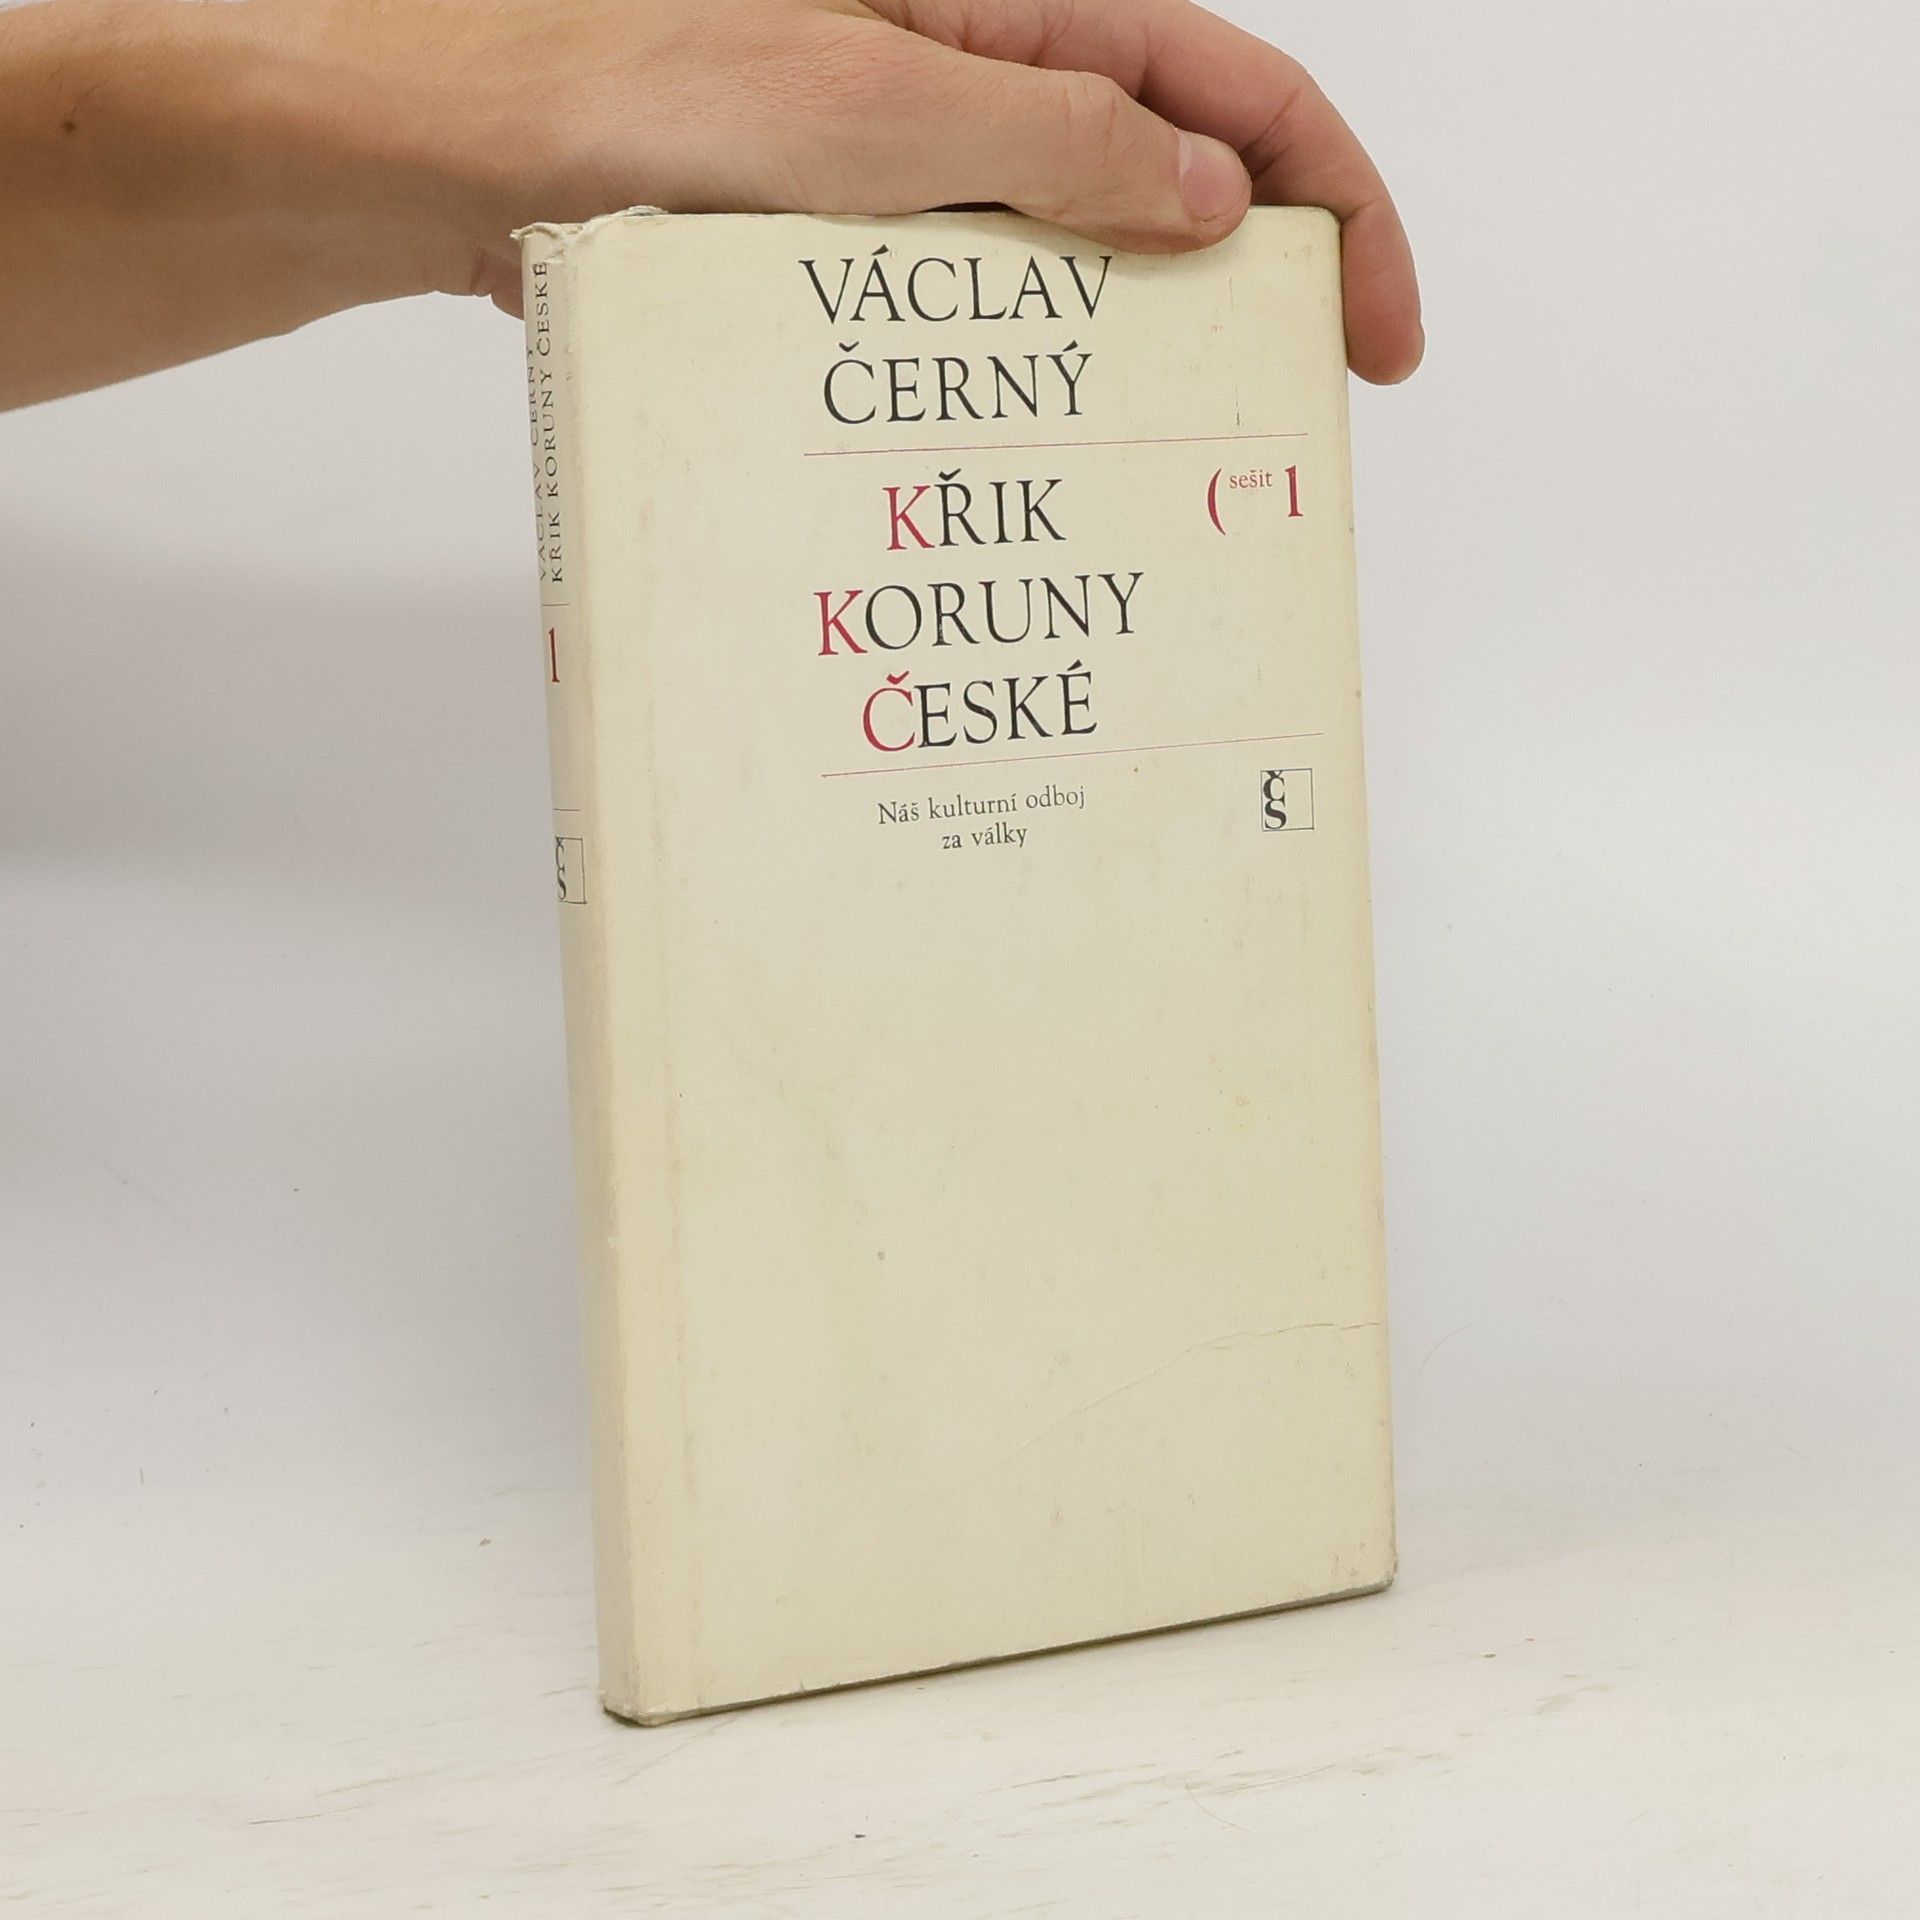 VÁCLAV
ČERNÝ
KŘIK
( sešit 1
KORUNY
ČESKÉ
Náš kulturní odboj
za války
ČS
VÁCLAV ČERNÝ
KŘIK KORUNY ČESKÉ
1
ČS